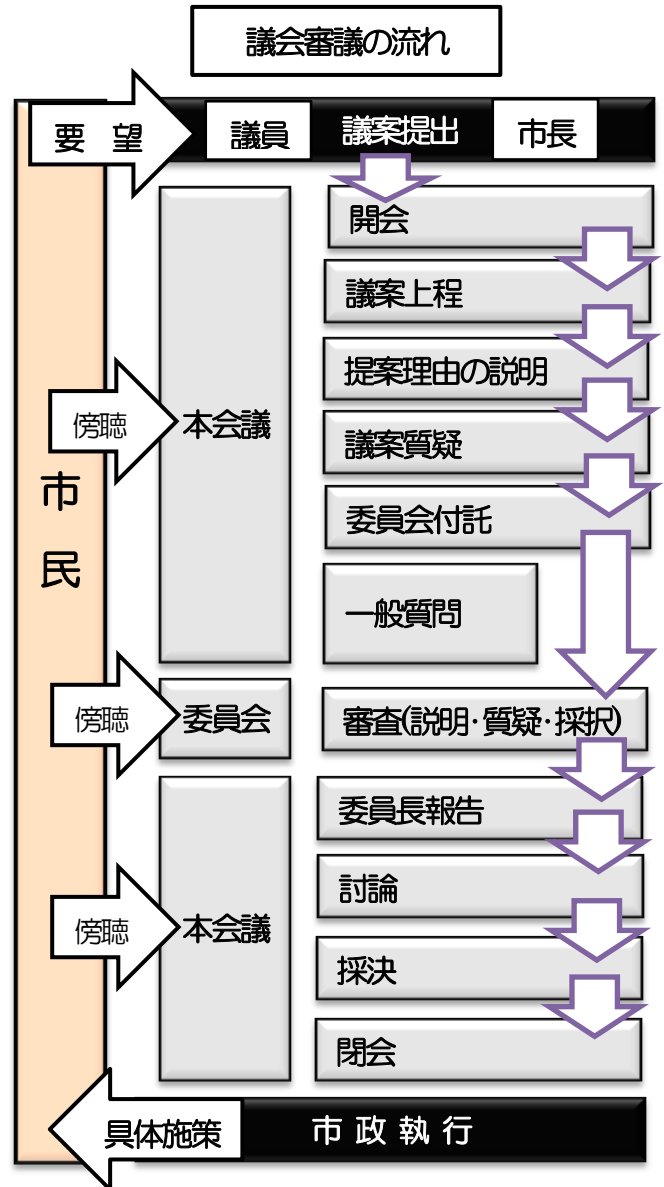 議会審議の流れ
要 望
議員
議案提出
市長
開会
議案上程
提案理由の説明
傍聴
本会議
議案質疑
市民
委員会付託
一般質問
傍聴
委員会
審査(説明・質疑・採択)
委員長報告
討論
傍聴
本会議
採決
閉会
具体施策
市 政 執 行